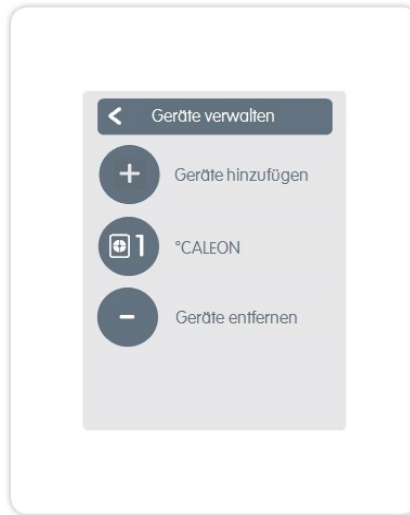 < Geräte verwalten
+ Geräte hinzufügen
1 °CALEON
- Geräte entfernen